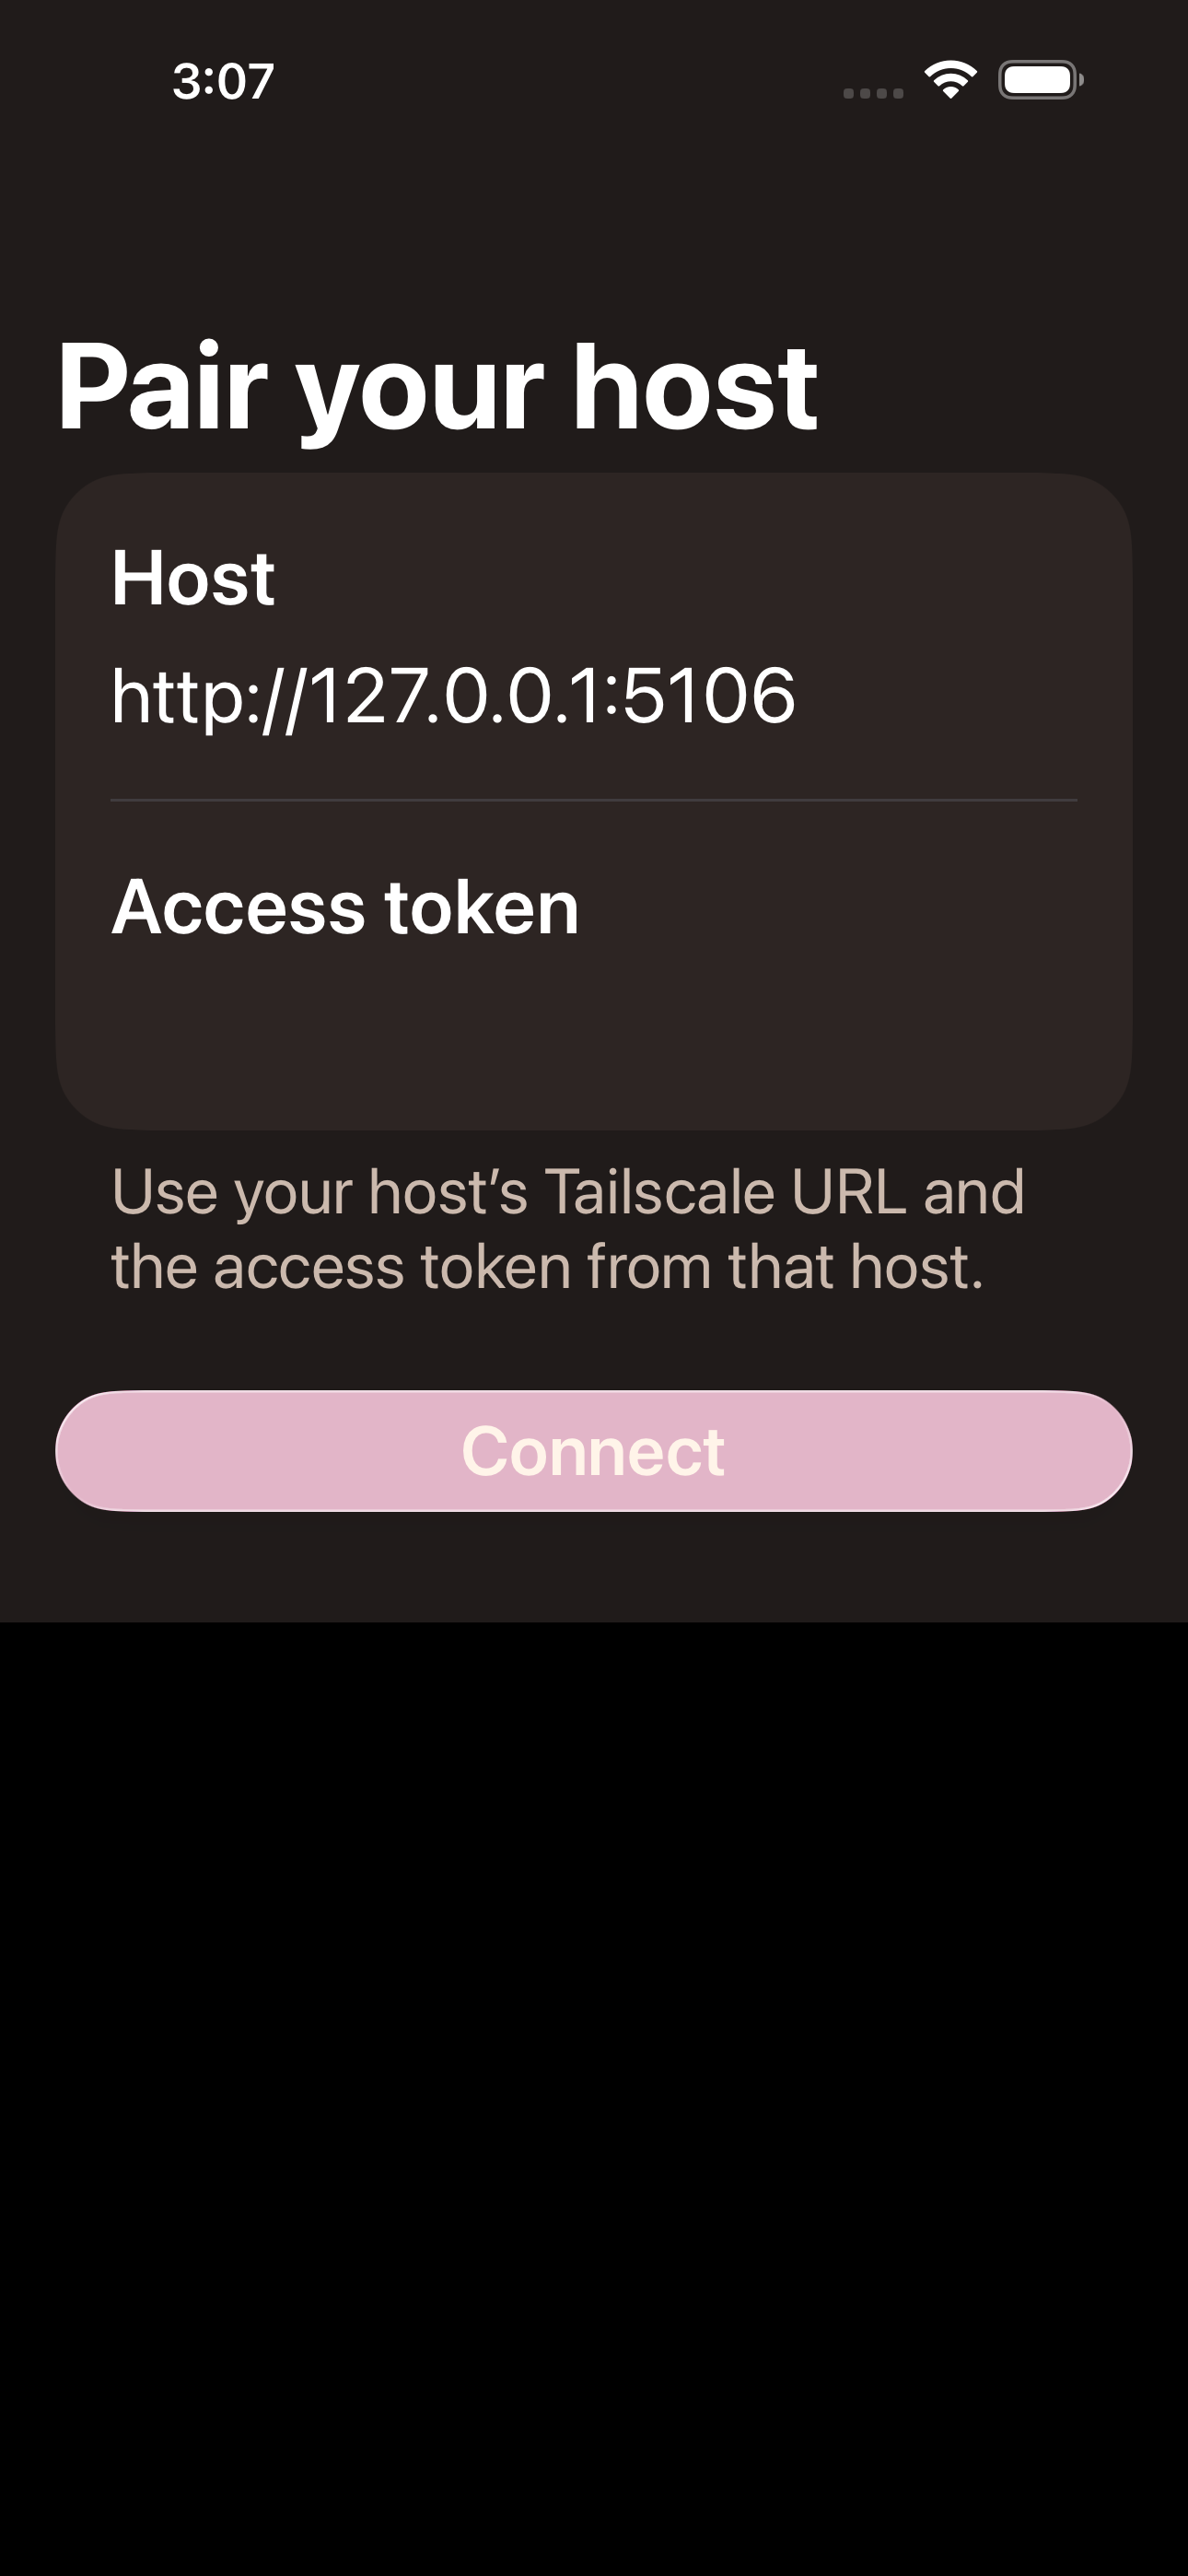 3:07
Pair your host
Host
http://127.0.0.1:5106
Access token
Use your host’s Tailscale URL and
the access token from that host.
Connect